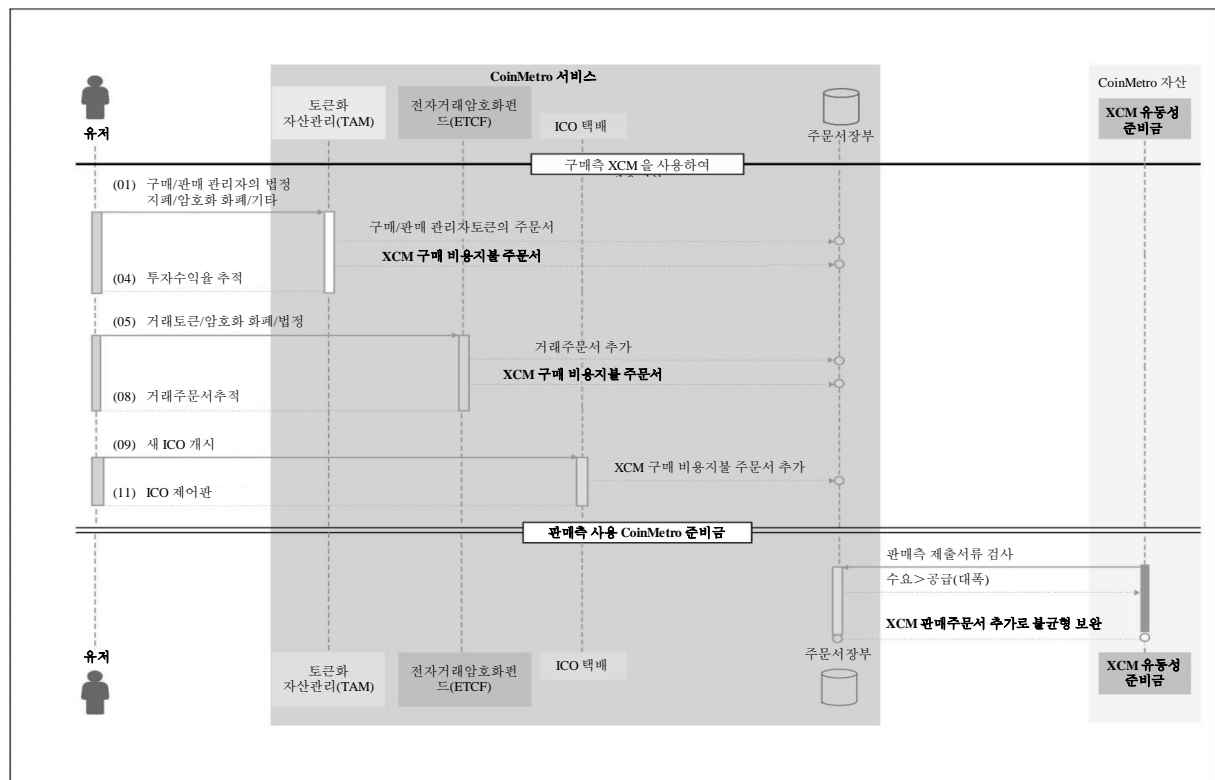 CoinMetro 서비스
CoinMetro 자산
유저
토큰화
자산관리(TAM)
전자거래암호화펀
드(ETCF)
ICO 택배
주문서장부
XCM 유동성
준비금
구매측 XCM 을 사용하여
(01) 구매/판매 관리자의 법정
지폐/암호화 화폐/기타
구매/판매 관리자토큰의 주문서
XCM 구매 비용지불 주문서
(04) 투자수익율 추적
(05) 거래토큰/암호화 화폐/법정
거래주문서 추가
XCM 구매 비용지불 주문서
(08) 거래주문서추적
(09) 새 ICO 개시
XCM 구매 비용지불 주문서 추가
(11) ICO 제어판
판매측 사용 CoinMetro 준비금
판매측 제출서류 검사
수요＞공급(대폭)
XCM 판매주문서 추가로 불균형 보완
유저
토큰화
자산관리(TAM)
전자거래암호화펀
드(ETCF)
ICO 택배
주문서장부
XCM 유동성
준비금